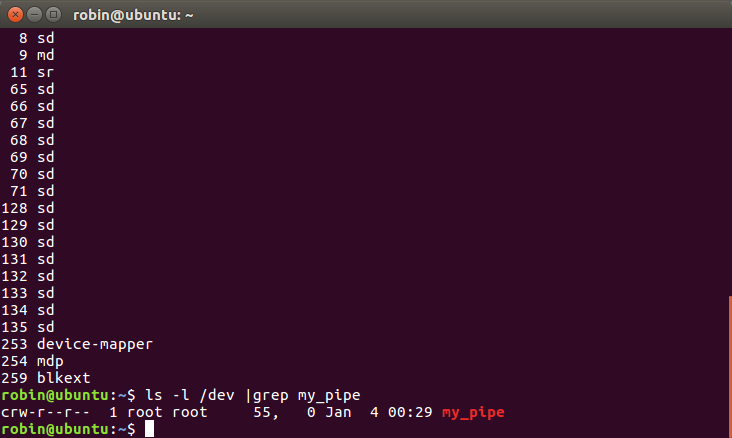 robin@ubuntu: ~
8 sd
9 md
11 sr
65 sd
66 sd
67 sd
68 sd
69 sd
70 sd
71 sd
128 sd
129 sd
130 sd
131 sd
132 sd
133 sd
134 sd
135 sd
253 device-mapper
254 mdp
259 blkext
robin@ubuntu:~$ ls -l /dev |grep my_pipe
crw-r--r--  1 root root     55,   0 Jan  4 00:29 my_pipe
robin@ubuntu:~$